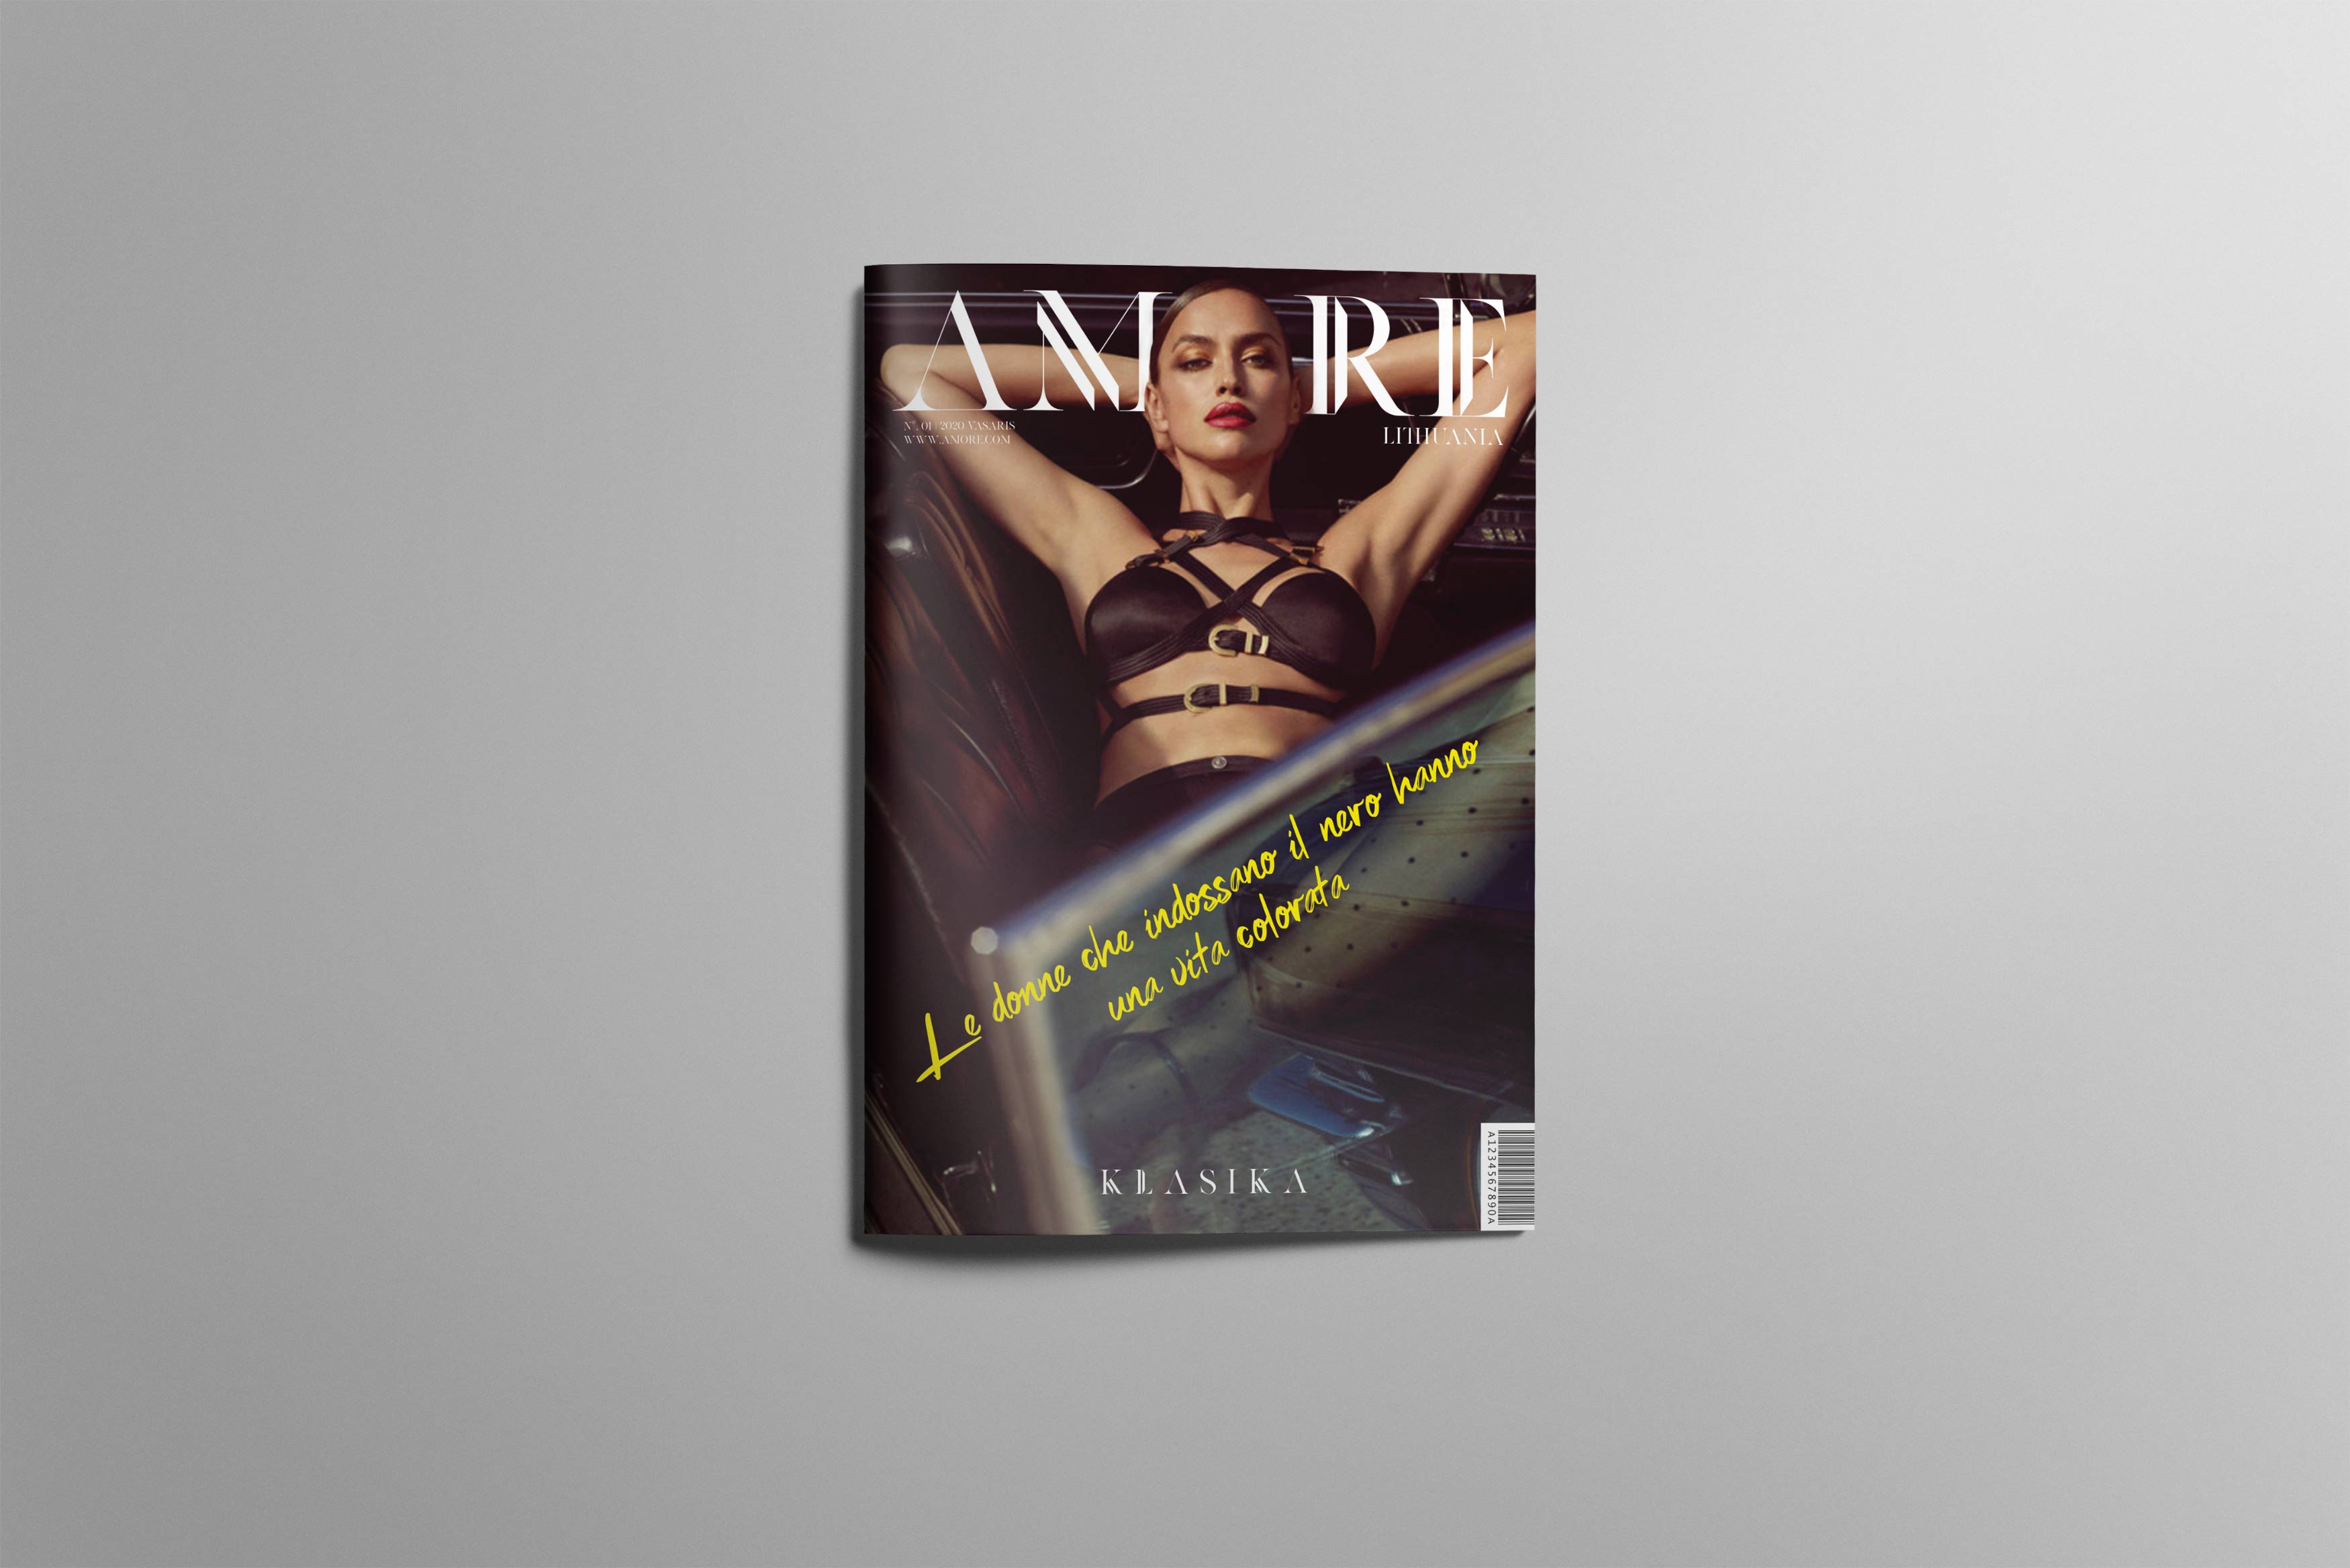 AMORE
N°. 01 | 2020 VASARIS
WWW.AMORE.COM
LITHUANIA
Le donne che indossano il nero hanno
una vita colorata
KLASIKA
A1234567890A